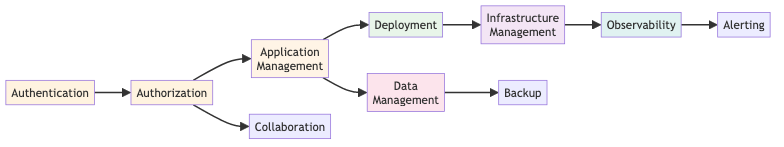 Authentication
Authorization
Application
Management
Collaboration
Deployment
Data
Management
Infrastructure
Management
Backup
Observability
Alerting